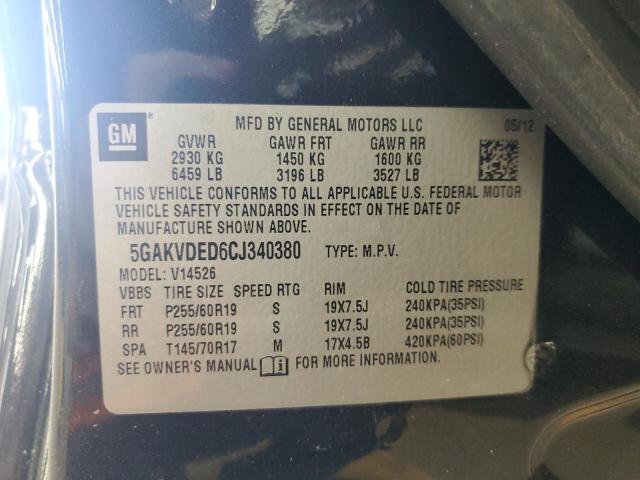 GM
MFD BY GENERAL MOTORS LLC 05/12
GVWR GAWR FRT GAWR RR
2930 KG 1450 KG 1600 KG
6459 LB 3196 LB 3527 LB
THIS VEHICLE CONFORMS TO ALL APPLICABLE U.S. FEDERAL MOTOR
VEHICLE SAFETY STANDARDS IN EFFECT ON THE DATE OF
MANUFACTURE SHOWN ABOVE.
5GAKVDED6CJ340380 TYPE: M.P.V.
MODEL: V14526
VBBS TIRE SIZE SPEED RTG RIM COLD TIRE PRESSURE
FRT P255/60R19 S 19X7.5J 240KPA(35PSI)
RR P255/60R19 S 19X7.5J 240KPA(35PSI)
SPA T145/70R17 M 17X4.5B 420KPA(60PSI)
SEE OWNER'S MANUAL FOR MORE INFORMATION.